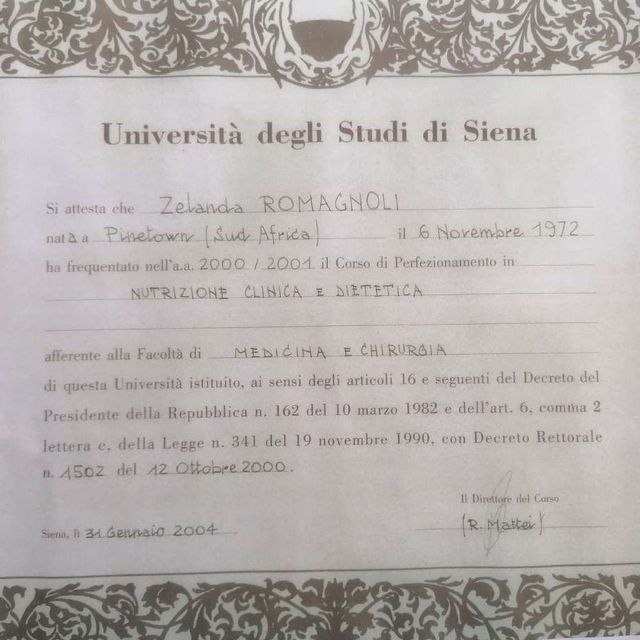 Università degli Studi di Siena
Si attesta che Zelanda ROMAGNOLI
nata a Pinetown (Sud Africa) il 6 Novembre 1972
ha frequentato nell'a.a. 2000/2001 il Corso di Perfezionamento in
NUTRIZIONE CLINICA E DIETETICA
afferente alla Facoltà di MEDICINA E CHIRURGIA
di questa Università istituito, ai sensi degli articoli 16 e seguenti del Decreto del
Presidente della Repubblica n. 162 del 10 marzo 1982 e dell'art. 6, comma 2
lettera c, della Legge n. 341 del 19 novembre 1990, con Decreto Rettorale
n. 1502 del 12 Ottobre 2000.
Il Direttore del Corso
Siena, lì 31 Gennaio 2004 (R. Mattei)